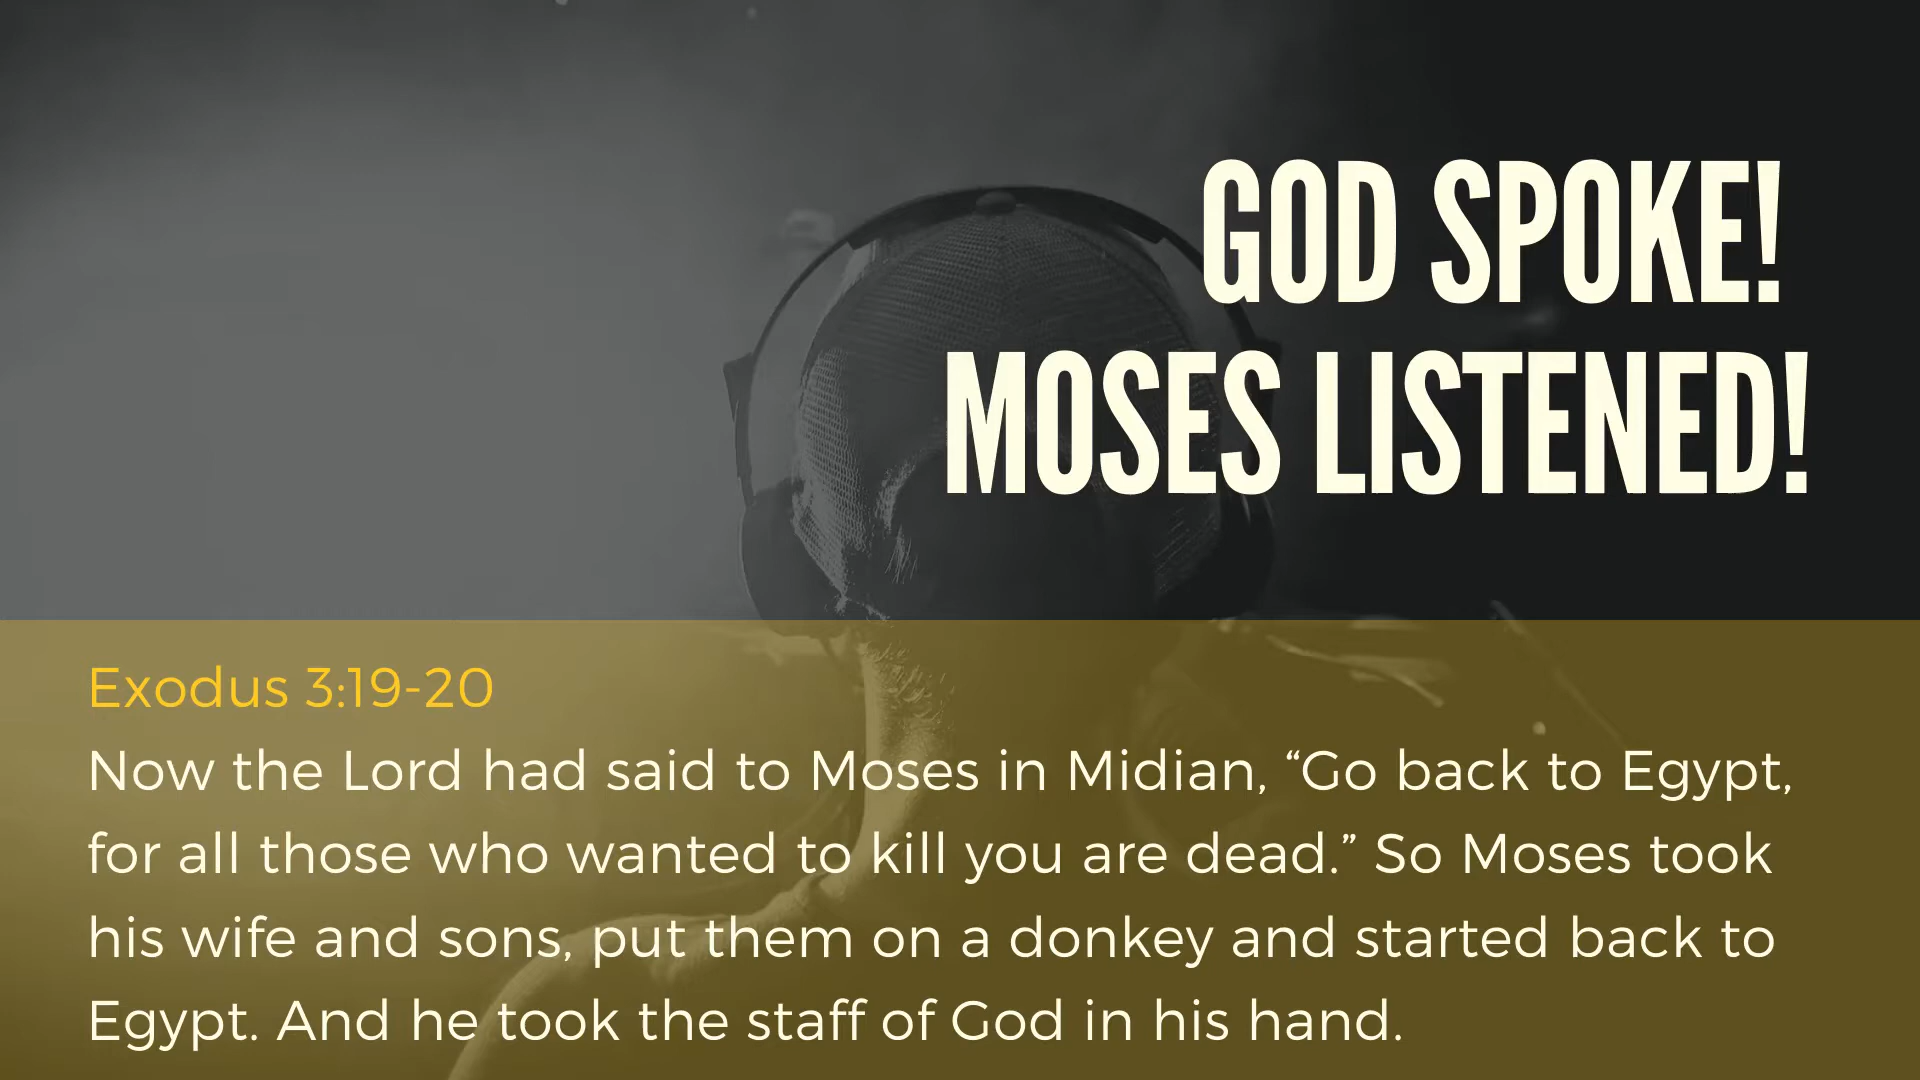 GOD SPOKE!
MOSES LISTENED!
Exodus 3:19-20
Now the Lord had said to Moses in Midian, “Go back to Egypt,
for all those who wanted to kill you are dead.” So Moses took
his wife and sons, put them on a donkey and started back to
Egypt. And he took the staff of God in his hand.